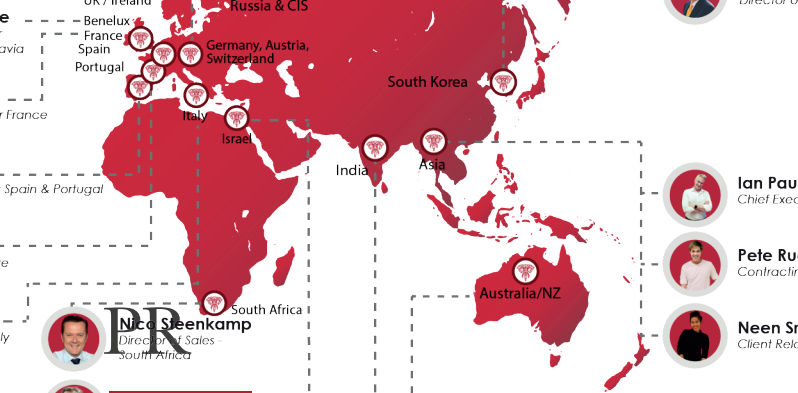 UK / Ireland
Russia & CIS
Benelux
France
Spain
Germany, Austria,
Switzerland
Portugal
South Korea
r France
Italy
Israel
India
Asia
Spain & Portugal
Ian Pau
Chief Exec
Pete Ru
Contractin
Australia/NZ
South Africa
PR
Nico Steenkamp
Director of Sales -
South Africa
Neen Sr
Client Rela